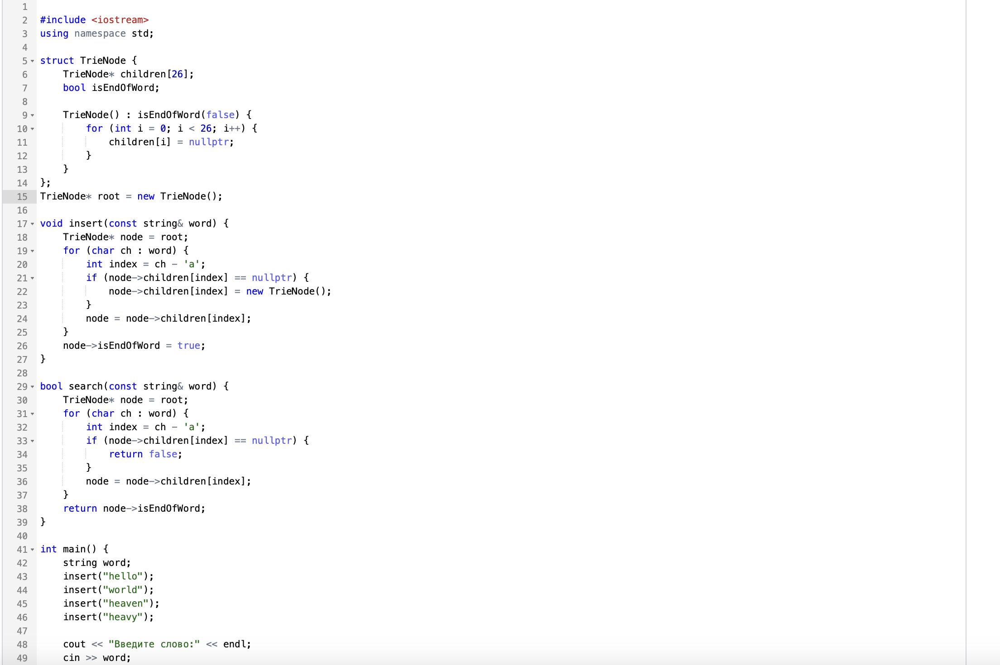 1
2 #include <iostream>
3 using namespace std;
4
5 struct TrieNode {
6     TrieNode* children[26];
7     bool isEndOfWord;
8
9     TrieNode() : isEndOfWord(false) {
10         for (int i = 0; i < 26; i++) {
11             children[i] = nullptr;
12         }
13     }
14 };
15 TrieNode* root = new TrieNode();
16
17 void insert(const string& word) {
18     TrieNode* node = root;
19     for (char ch : word) {
20         int index = ch - 'a';
21         if (node->children[index] == nullptr) {
22             node->children[index] = new TrieNode();
23         }
24         node = node->children[index];
25     }
26     node->isEndOfWord = true;
27 }
28
29 bool search(const string& word) {
30     TrieNode* node = root;
31     for (char ch : word) {
32         int index = ch - 'a';
33         if (node->children[index] == nullptr) {
34             return false;
35         }
36         node = node->children[index];
37     }
38     return node->isEndOfWord;
39 }
40
41 int main() {
42     string word;
43     insert("hello");
44     insert("world");
45     insert("heaven");
46     insert("heavy");
47
48     cout << "Введите слово:" << endl;
49     cin >> word;